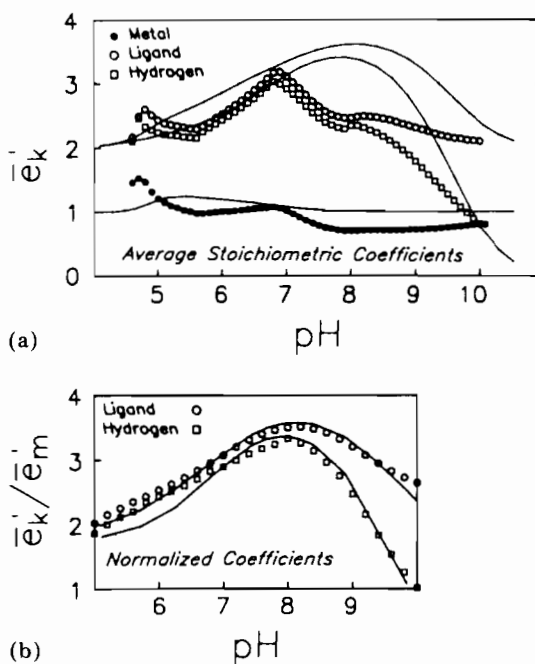 4
● Metal
○ Ligand
□ Hydrogen
3
2
1
0
ē'k
Average Stoichiometric Coefficients
5 6 7 8 9 10
(a)
pH
4
Ligand ○
Hydrogen □
3
2
1
ē'k/ē'm
Normalized Coefficients
6 7 8 9
(b)
pH